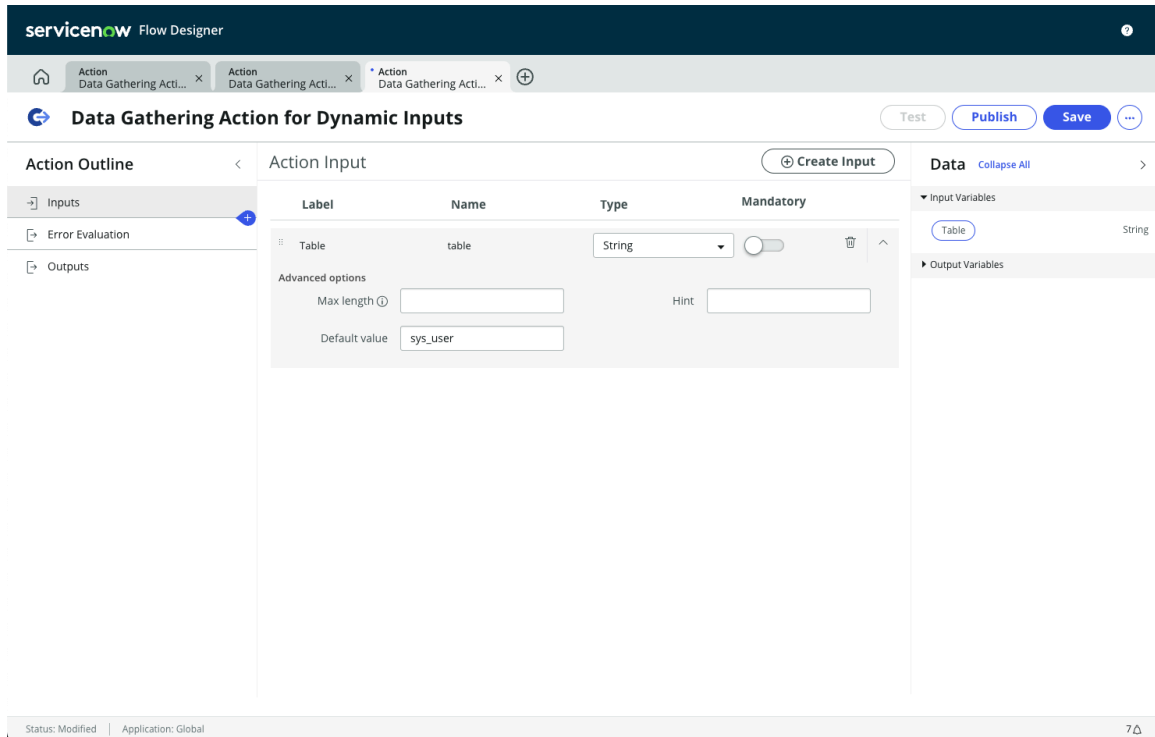 servicenow Flow Designer
Action
Data Gathering Acti...
Action
Data Gathering Acti...
* Action
Data Gathering Acti...
Data Gathering Action for Dynamic Inputs
Test
Publish
Save
Action Outline
Inputs
Error Evaluation
Outputs
Action Input
Create Input
Label Name Type Mandatory
Table table String
Advanced options
Max length
Hint
Default value sys_user
Data Collapse All
Input Variables
Table String
Output Variables
Status: Modified | Application: Global
7